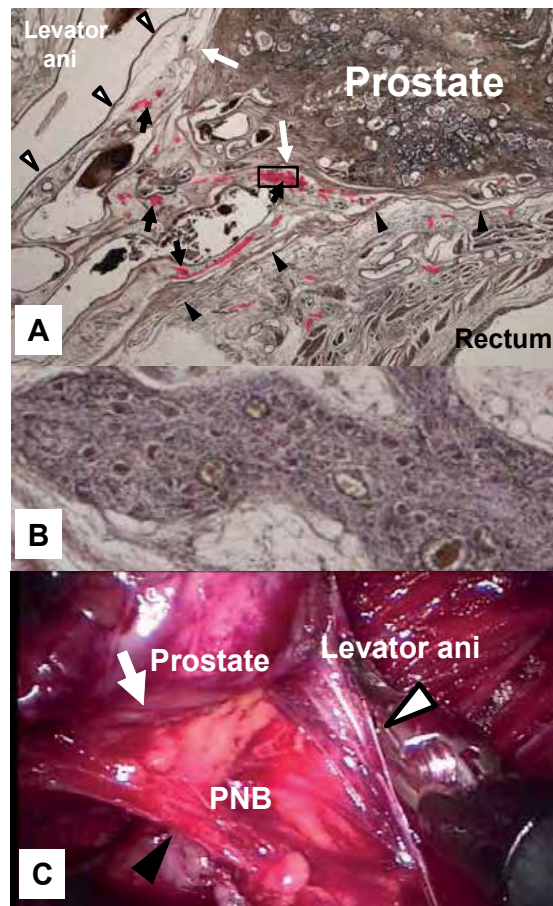 Levator
ani
Prostate
Rectum
A
B
Prostate
Levator ani
PNB
C